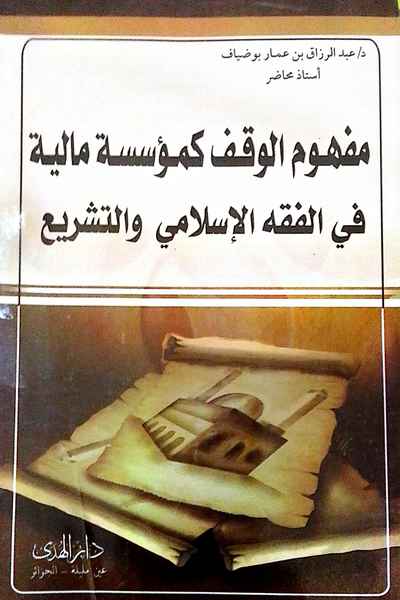 د/عبد الرزاق بن عمار بوضياف
أستاذ محاضر
مفهوم الوقف كمؤسسة مالية
في الفقه الإسلامي والتشريع
دار الهدى
عين مليلة - الجزائر